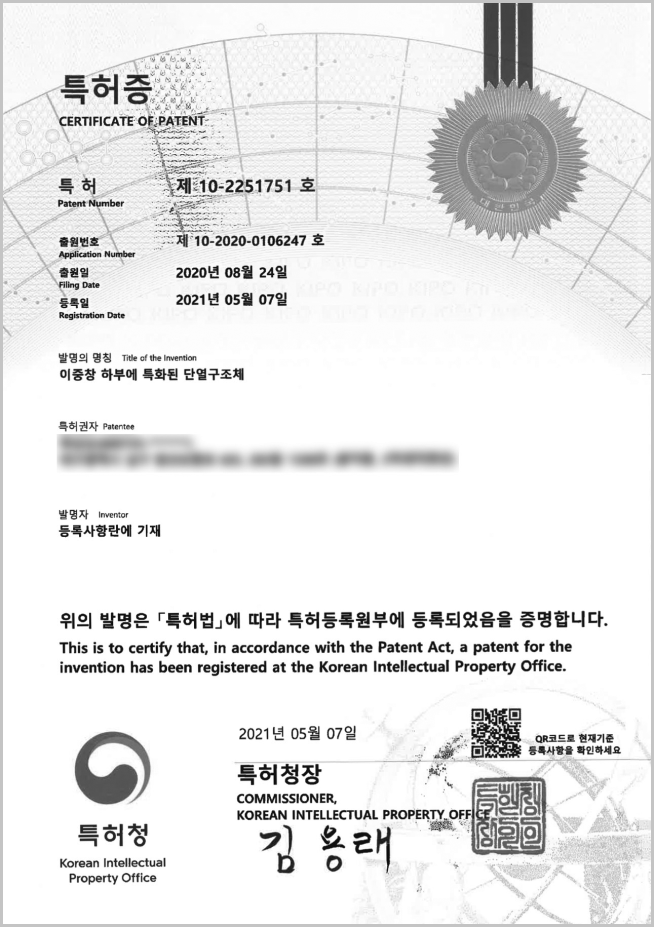 특허증
CERTIFICATE OF PATENT
특 허 제 10-2251751 호
Patent Number
출원번호 제 10-2020-0106247 호
Application Number
출원일 2020년 08월 24일
Filing Date
등록일 2021년 05월 07일
Registration Date
발명의 명칭 Title of the Invention
이중창 하부에 특화된 단열구조체
특허권자 Patentee
발명자 Inventor
등록사항란에 기재
위의 발명은 「특허법」에 따라 특허등록원부에 등록되었음을 증명합니다.
This is to certify that, in accordance with the Patent Act, a patent for the
invention has been registered at the Korean Intellectual Property Office.
2021년 05월 07일
QR코드로 현재기준
등록사항을 확인하세요
특허청장
COMMISSIONER,
KOREAN INTELLECTUAL PROPERTY OFFICE
김용래
특허청
Korean Intellectual
Property Office
대한민국